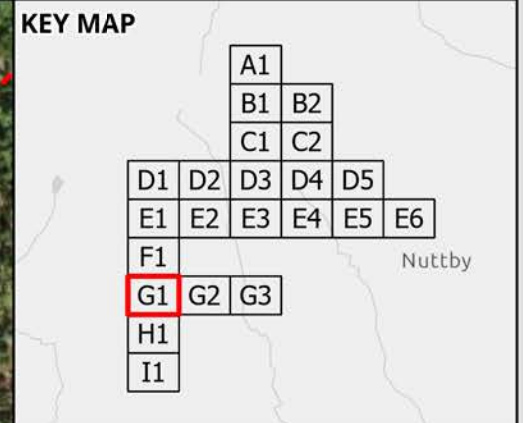 KEY MAP
A1
B1 B2
C1 C2
D1 D2 D3 D4 D5
E1 E2 E3 E4 E5 E6
F1
Nuttby
G1 G2 G3
H1
I1